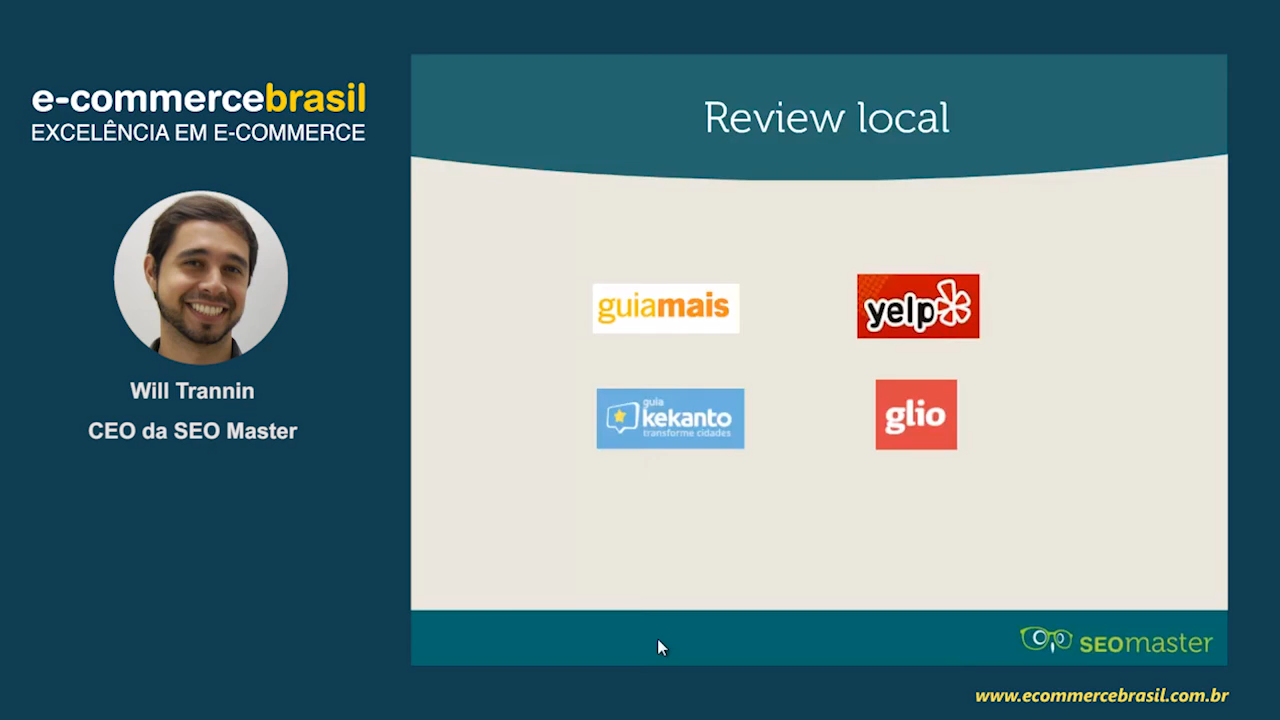 e-commercebrasil
EXCELÊNCIA EM E-COMMERCE
Will Trannin
CEO da SEO Master
Review local
guiamais
yelp
guia
kekanto
transforme cidades
glio
SEOmaster
www.ecommercebrasil.com.br